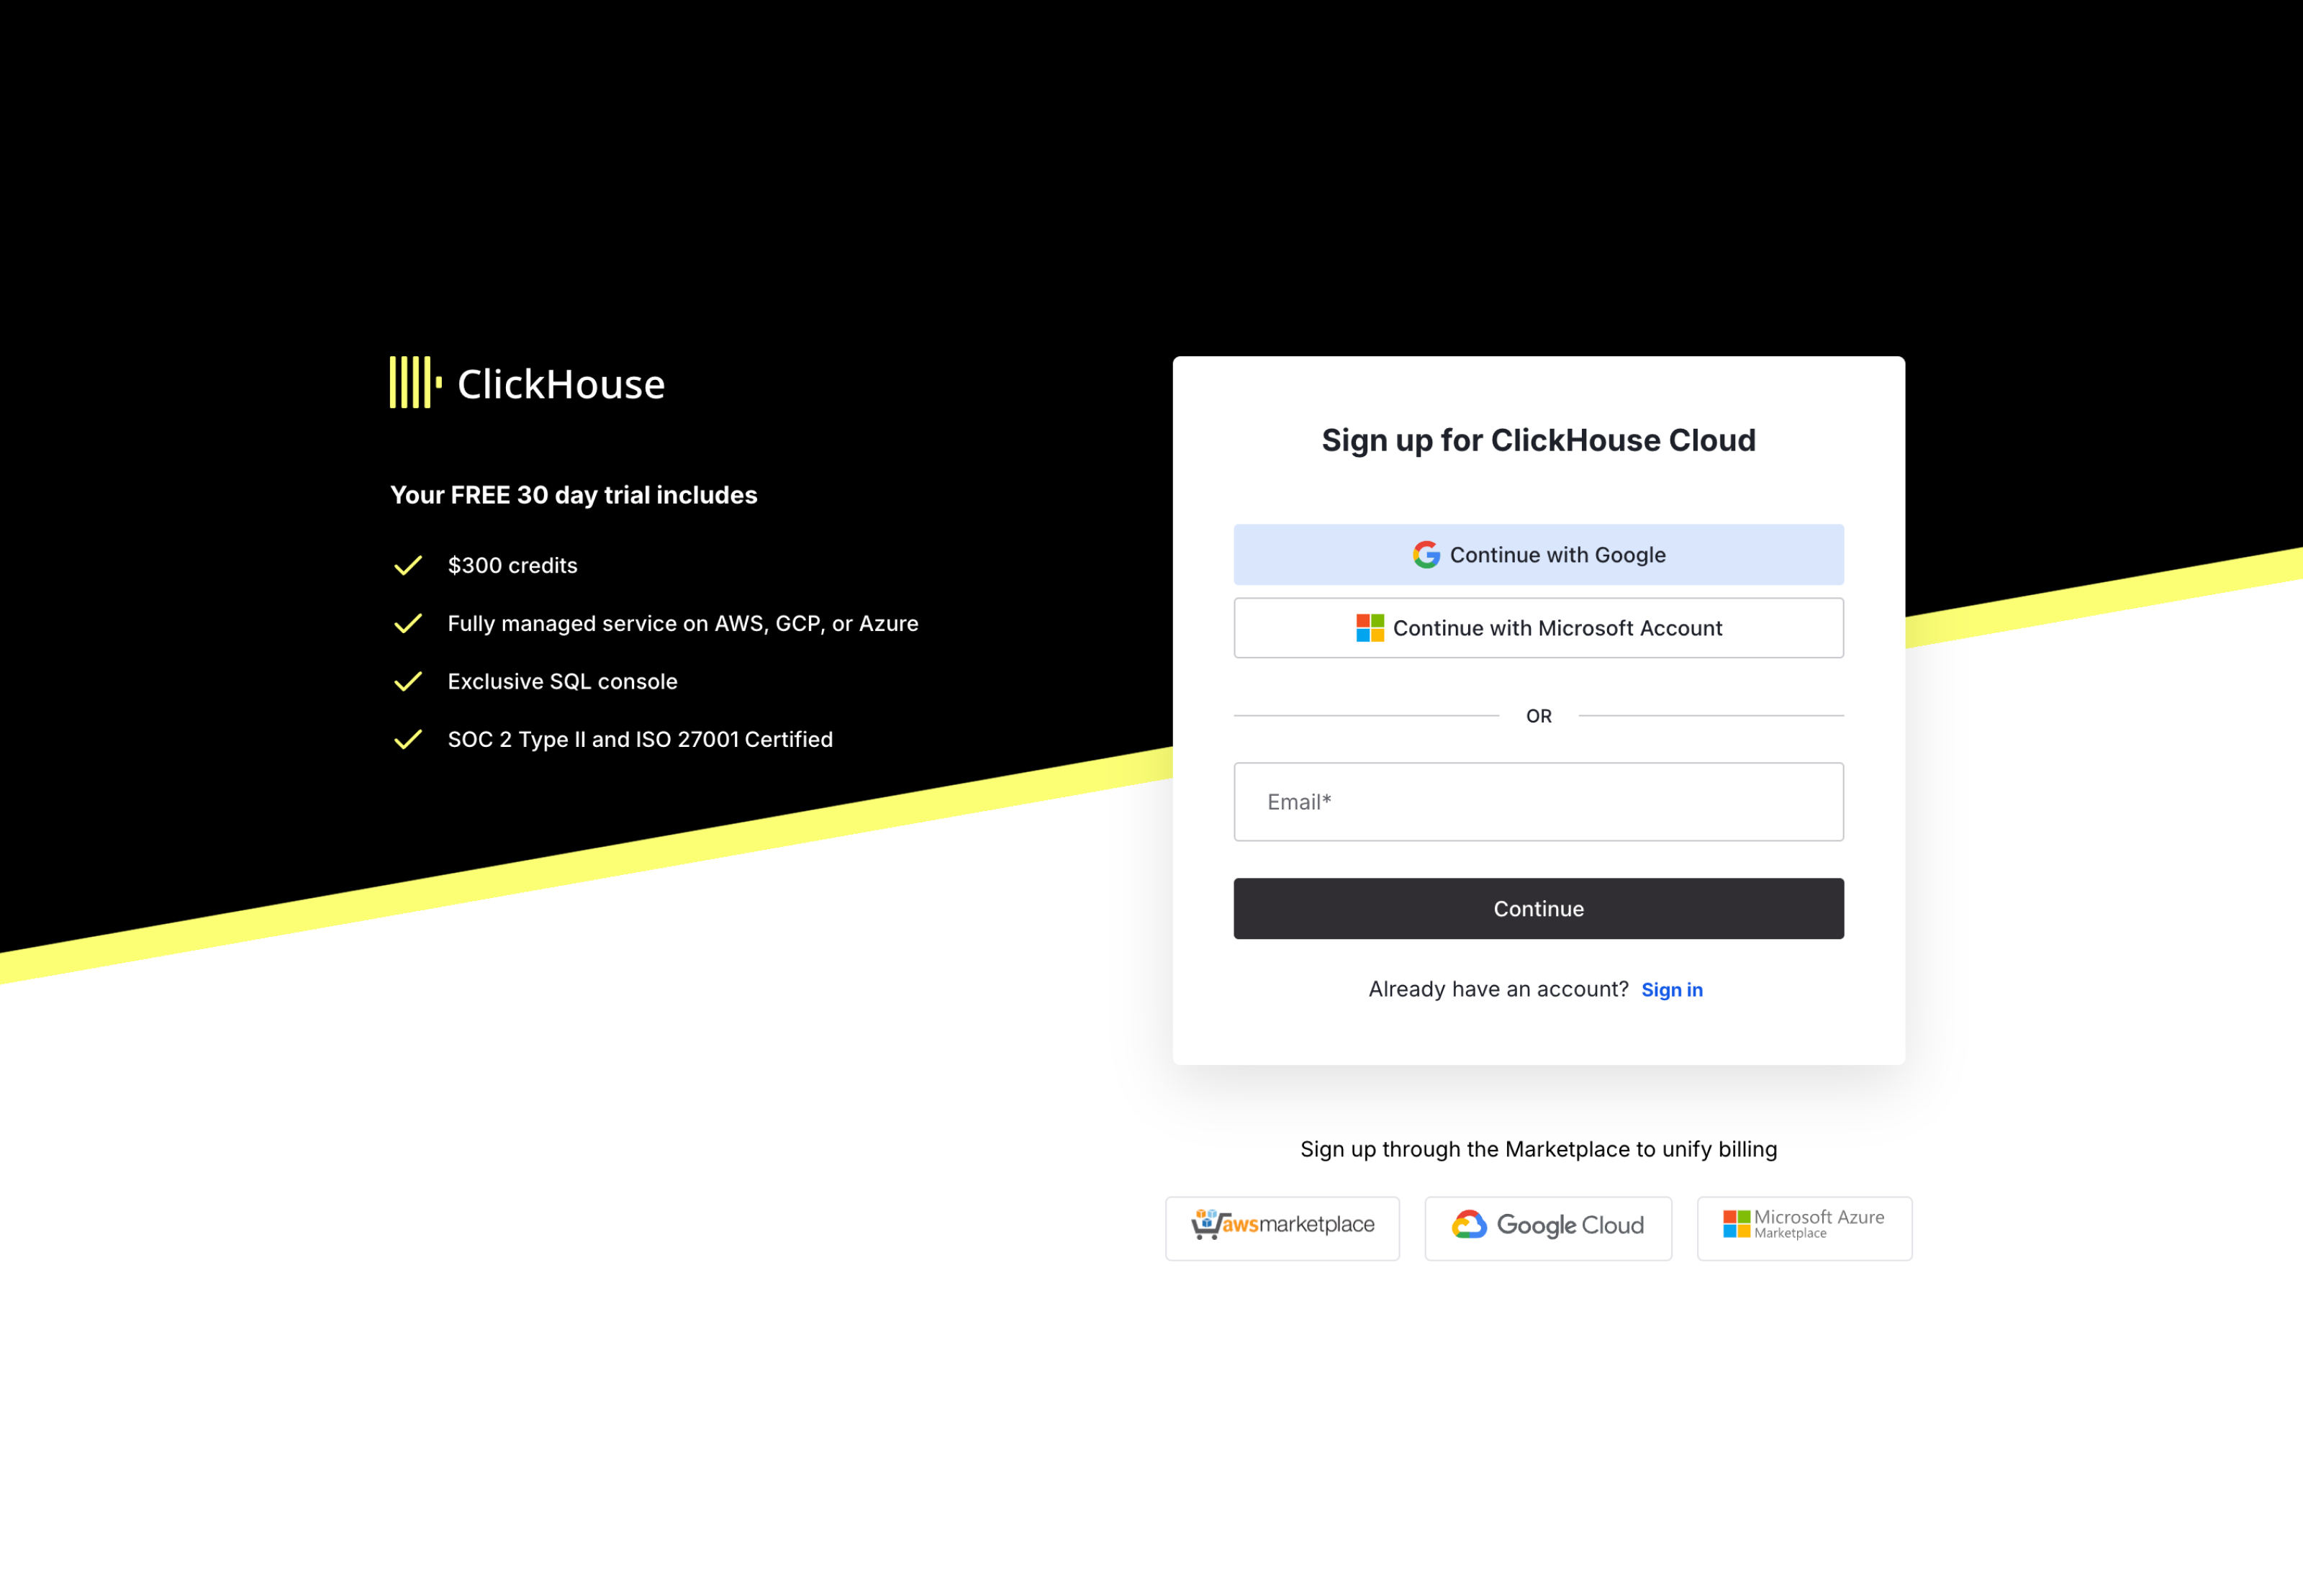 ClickHouse
Your FREE 30 day trial includes
$300 credits
Fully managed service on AWS, GCP, or Azure
Exclusive SQL console
SOC 2 Type II and ISO 27001 Certified
Sign up for ClickHouse Cloud
Continue with Google
Continue with Microsoft Account
OR
Email*
Continue
Already have an account? Sign in
Sign up through the Marketplace to unify billing
awsmarketplace
Google Cloud
Microsoft Azure
Marketplace